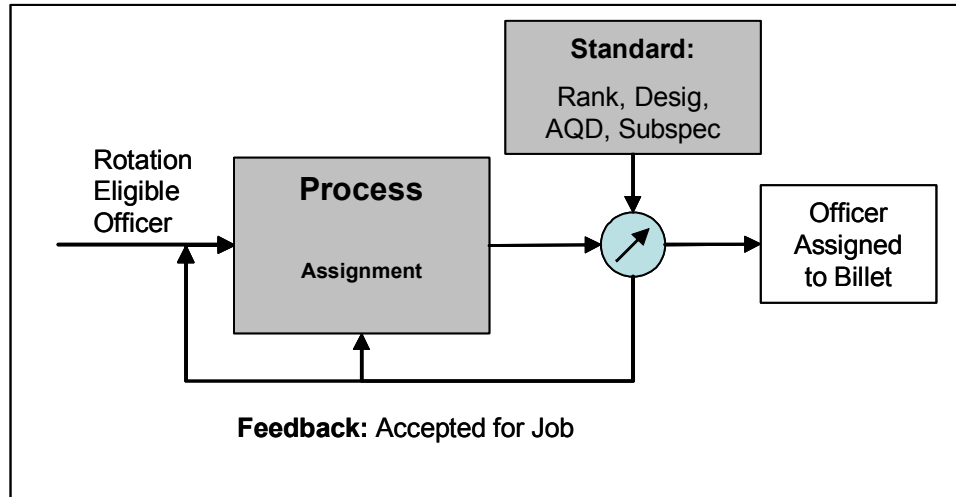 Standard:
Rank, Desig,
AQD, Subspec
Rotation
Eligible
Officer
Process
Assignment
Officer
Assigned
to Billet
Feedback: Accepted for Job